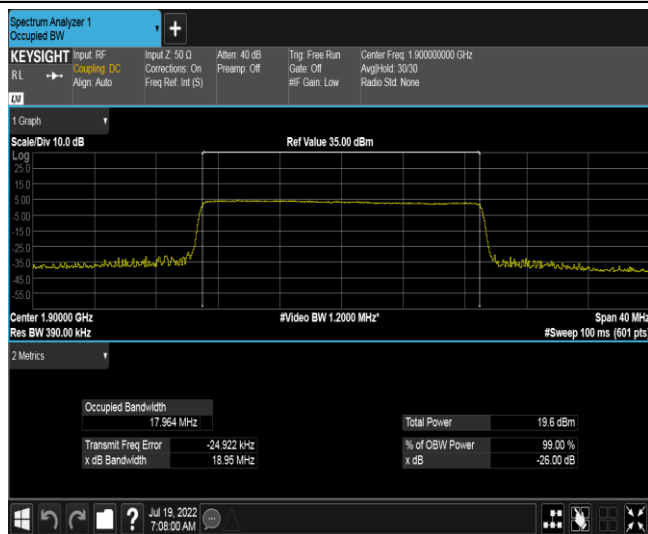 Spectrum Analyzer 1
Occupied BW
+
KEYSIGHT
RL
LXI
Input: RF
Coupling: DC
Align: Auto
Input Z: 50 Ω
Corrections: On
Freq Ref: Int (S)
Atten: 40 dB
Preamp: Off
Trig: Free Run
Gate: Off
#IF Gain: Low
Center Freq: 1.900000000 GHz
Avg|Hold: 30/30
Radio Std: None
1 Graph
Scale/Div 10.0 dB
Ref Value 35.00 dBm
Log
25.0
15.0
5.00
-5.00
-15.0
-25.0
-35.0
-45.0
-55.0
Center 1.90000 GHz
#Video BW 1.2000 MHz*
Span 40 MHz
Res BW 390.00 kHz
#Sweep 100 ms (601 pts)
2 Metrics
Occupied Bandwidth
17.964 MHz
Total Power 19.6 dBm
Transmit Freq Error -24.922 kHz
% of OBW Power 99.00 %
x dB Bandwidth 18.95 MHz
x dB -26.00 dB
?
Jul 19, 2022
7:08:00 AM